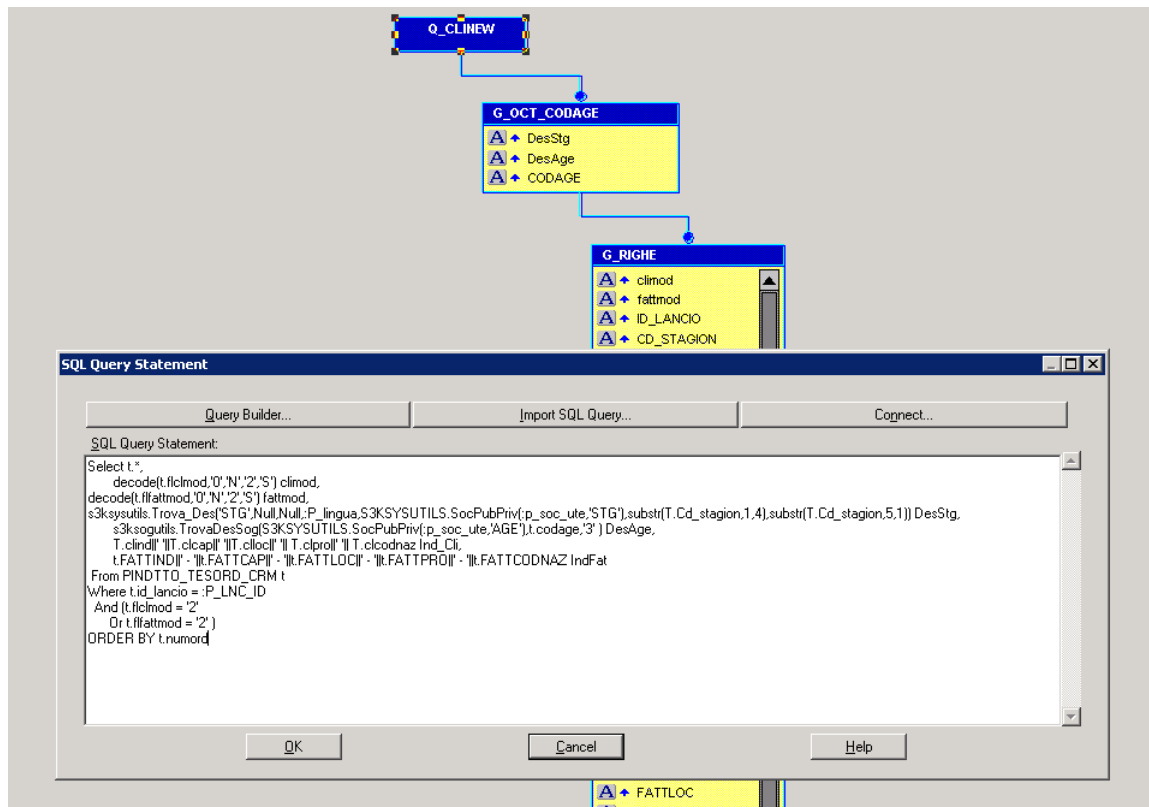 Q_CLINEW
G_OCT_CODAGE
A DesStg
A DesAge
A CODAGE
G_RIGHE
A climod
A fattmod
A ID_LANCIO
A CD_STAGION
SQL Query Statement
Query Builder... Import SQL Query... Connect...
SQL Query Statement:
Select t.*,
decode(t.flclmod,'0','N','2','S') climod,
decode(t.flfattmod,'0','N','2','S') fattmod,
s3ksysutils.Trova_Des('STG',Null,Null,:P_lingua,S3KSYSUTILS.SocPubPriv(:p_soc_ute,'STG'),substr(T.Cd_stagion,1,4),substr(T.Cd_stagion,5,1)) DesStg,
s3ksogutils.TrovaDesSog(S3KSYSUTILS.SocPubPriv(:p_soc_ute,'AGE'),t.codage,'3' ) DesAge,
T.clind||' '||T.clcap||' '||T.clloc||' '|| T.clpro||' '|| T.clcodnaz Ind_Cli,
t.FATTIND||' - '||t.FATTCAP||' - '||t.FATTLOC||' - '||t.FATTPRO||' - '||t.FATTCODNAZ IndFat
From PINDTTO_TESORD_CRM t
Where t.id_lancio = :P_LNC_ID
And (t.flclmod = '2'
Or t.flfattmod = '2' )
ORDER BY t.numord
OK Cancel Help
A FATTLOC